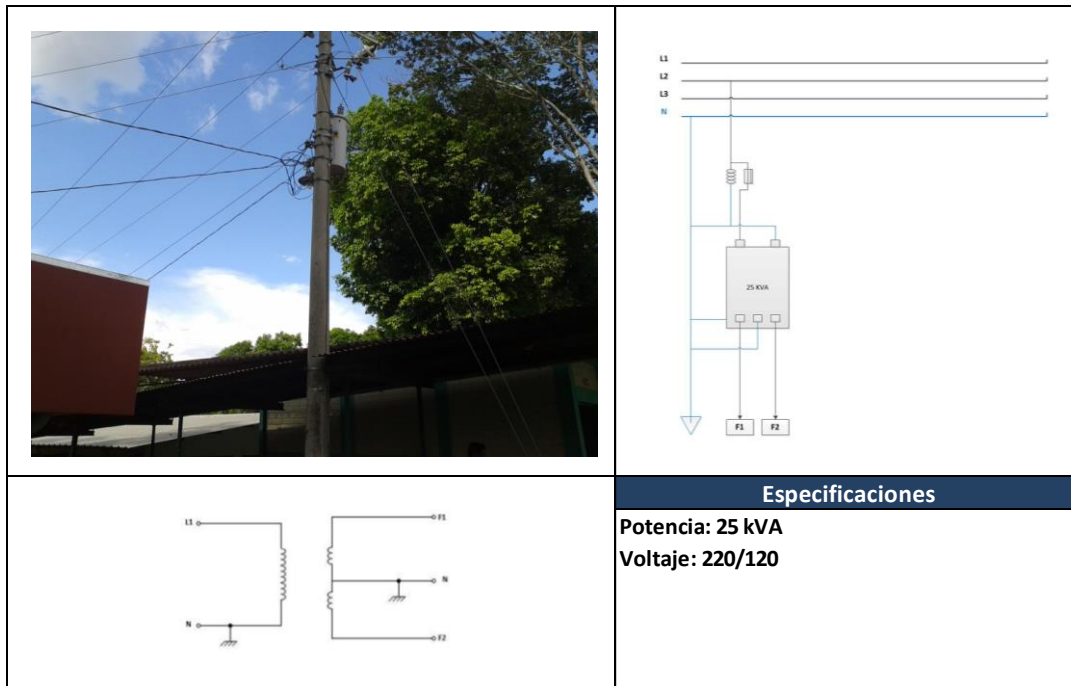 L1
L2
L3
N
25 KVA
F1 F2
L1
F1
N
N
F2
Especificaciones
Potencia: 25 kVA
Voltaje: 220/120